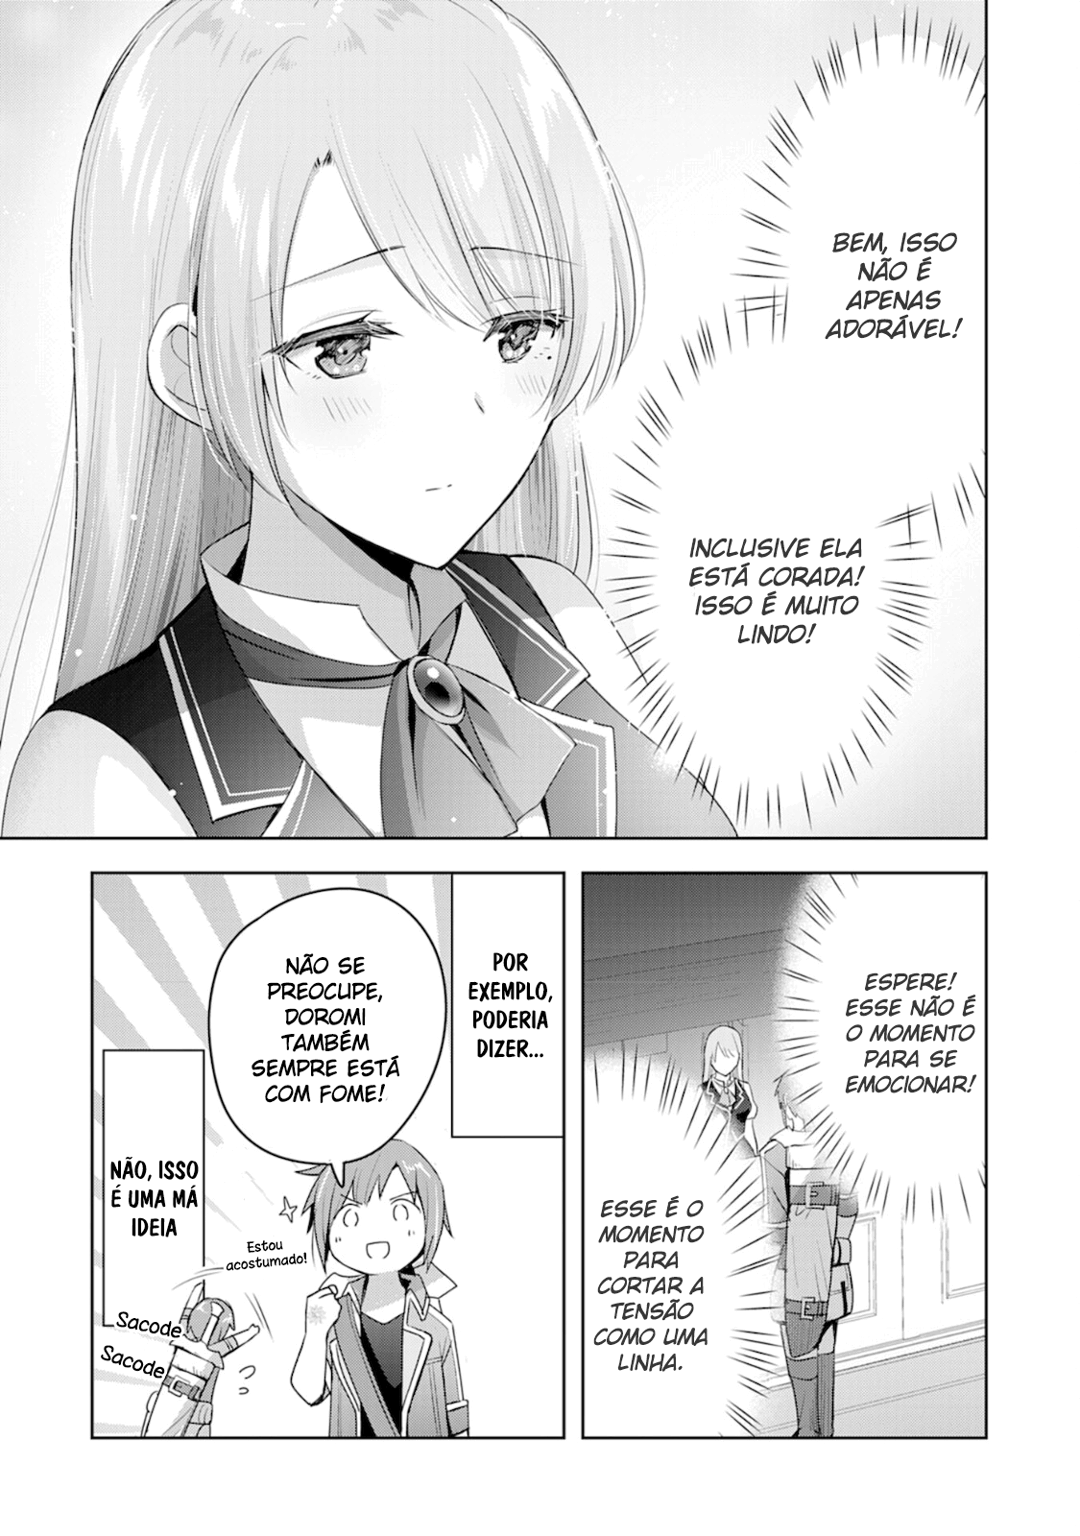 BEM, ISSO
NÃO É
APENAS
ADORÁVEL!
INCLUSIVE ELA
ESTÁ CORADA!
ISSO É MUITO
LINDO!
ESPERE!
ESSE NÃO É
O MOMENTO
PARA SE
EMOCIONAR!
ESSE É O
MOMENTO
PARA
CORTAR A
TENSÃO
COMO UMA
LINHA.
POR
EXEMPLO,
PODERIA
DIZER...
NÃO SE
PREOCUPE,
DOROMI
TAMBÉM
SEMPRE ESTÁ
COM FOME!
Estou
acostumado!
NÃO, ISSO
É UMA MÁ
IDEIA
Sacode
Sacode